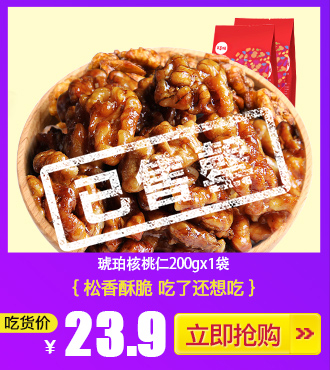 已售罄
琥珀核桃仁200gx1袋
{ 松香酥脆 吃了还想吃 }
吃货价
¥ 23.9
立即抢购 >>